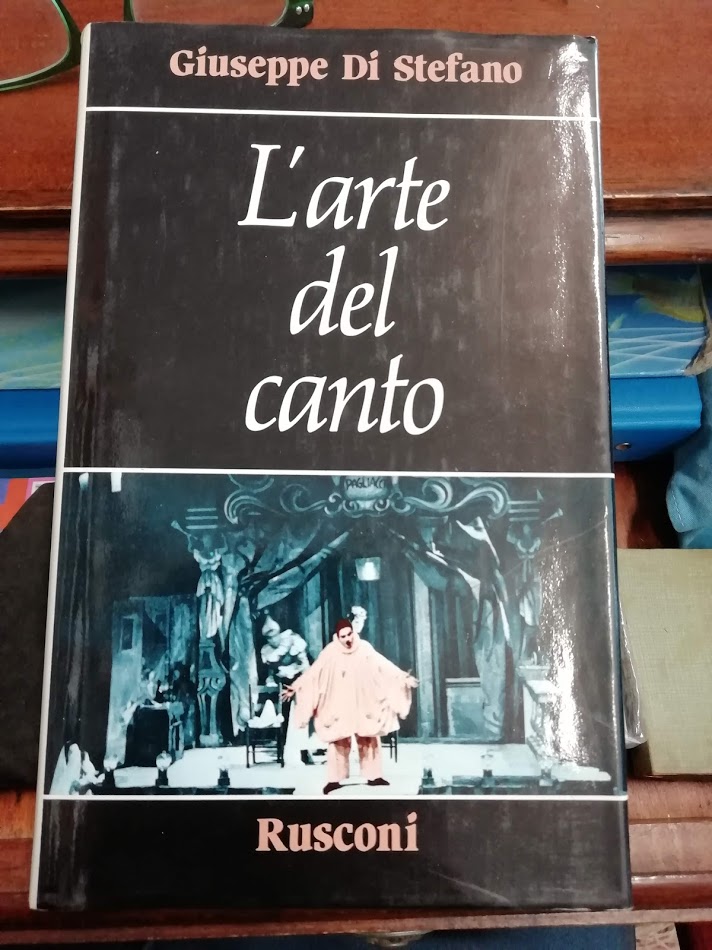 Giuseppe Di Stefano
L'arte
del
canto
PAGLIACCI
Rusconi